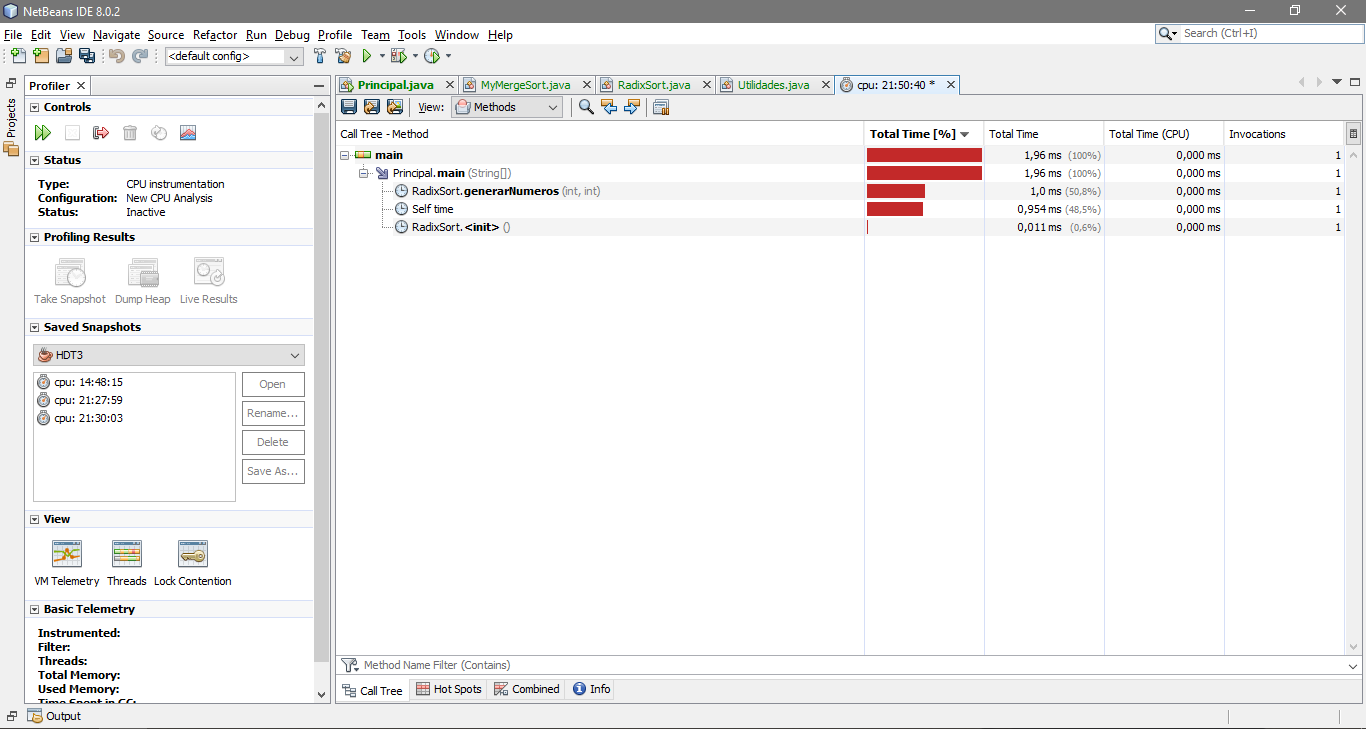 NetBeans IDE 8.0.2
File Edit View Navigate Source Refactor Run Debug Profile Team Tools Window Help
Search (Ctrl+I)
<default config>
Projects
Profiler
Controls
Status
Type: CPU instrumentation
Configuration: New CPU Analysis
Status: Inactive
Profiling Results
Take Snapshot Dump Heap Live Results
Saved Snapshots
HDT3
cpu: 14:48:15
cpu: 21:27:59
cpu: 21:30:03
Open
Rename...
Delete
Save As...
View
VM Telemetry Threads Lock Contention
Basic Telemetry
Instrumented:
Filter:
Threads:
Total Memory:
Used Memory:
Time Spent in GC:
Principal.java MyMergeSort.java RadixSort.java Utilidades.java cpu: 21:50:40 *
View: Methods
Call Tree - Method Total Time [%] Total Time Total Time (CPU) Invocations
main 1,96 ms (100%) 0,000 ms 1
Principal.main (String[]) 1,96 ms (100%) 0,000 ms 1
RadixSort.generarNumeros (int, int) 1,0 ms (50,8%) 0,000 ms 1
Self time 0,954 ms (48,5%) 0,000 ms 1
RadixSort.<init> () 0,011 ms (0,6%) 0,000 ms 1
Method Name Filter (Contains)
Call Tree Hot Spots Combined Info
Output